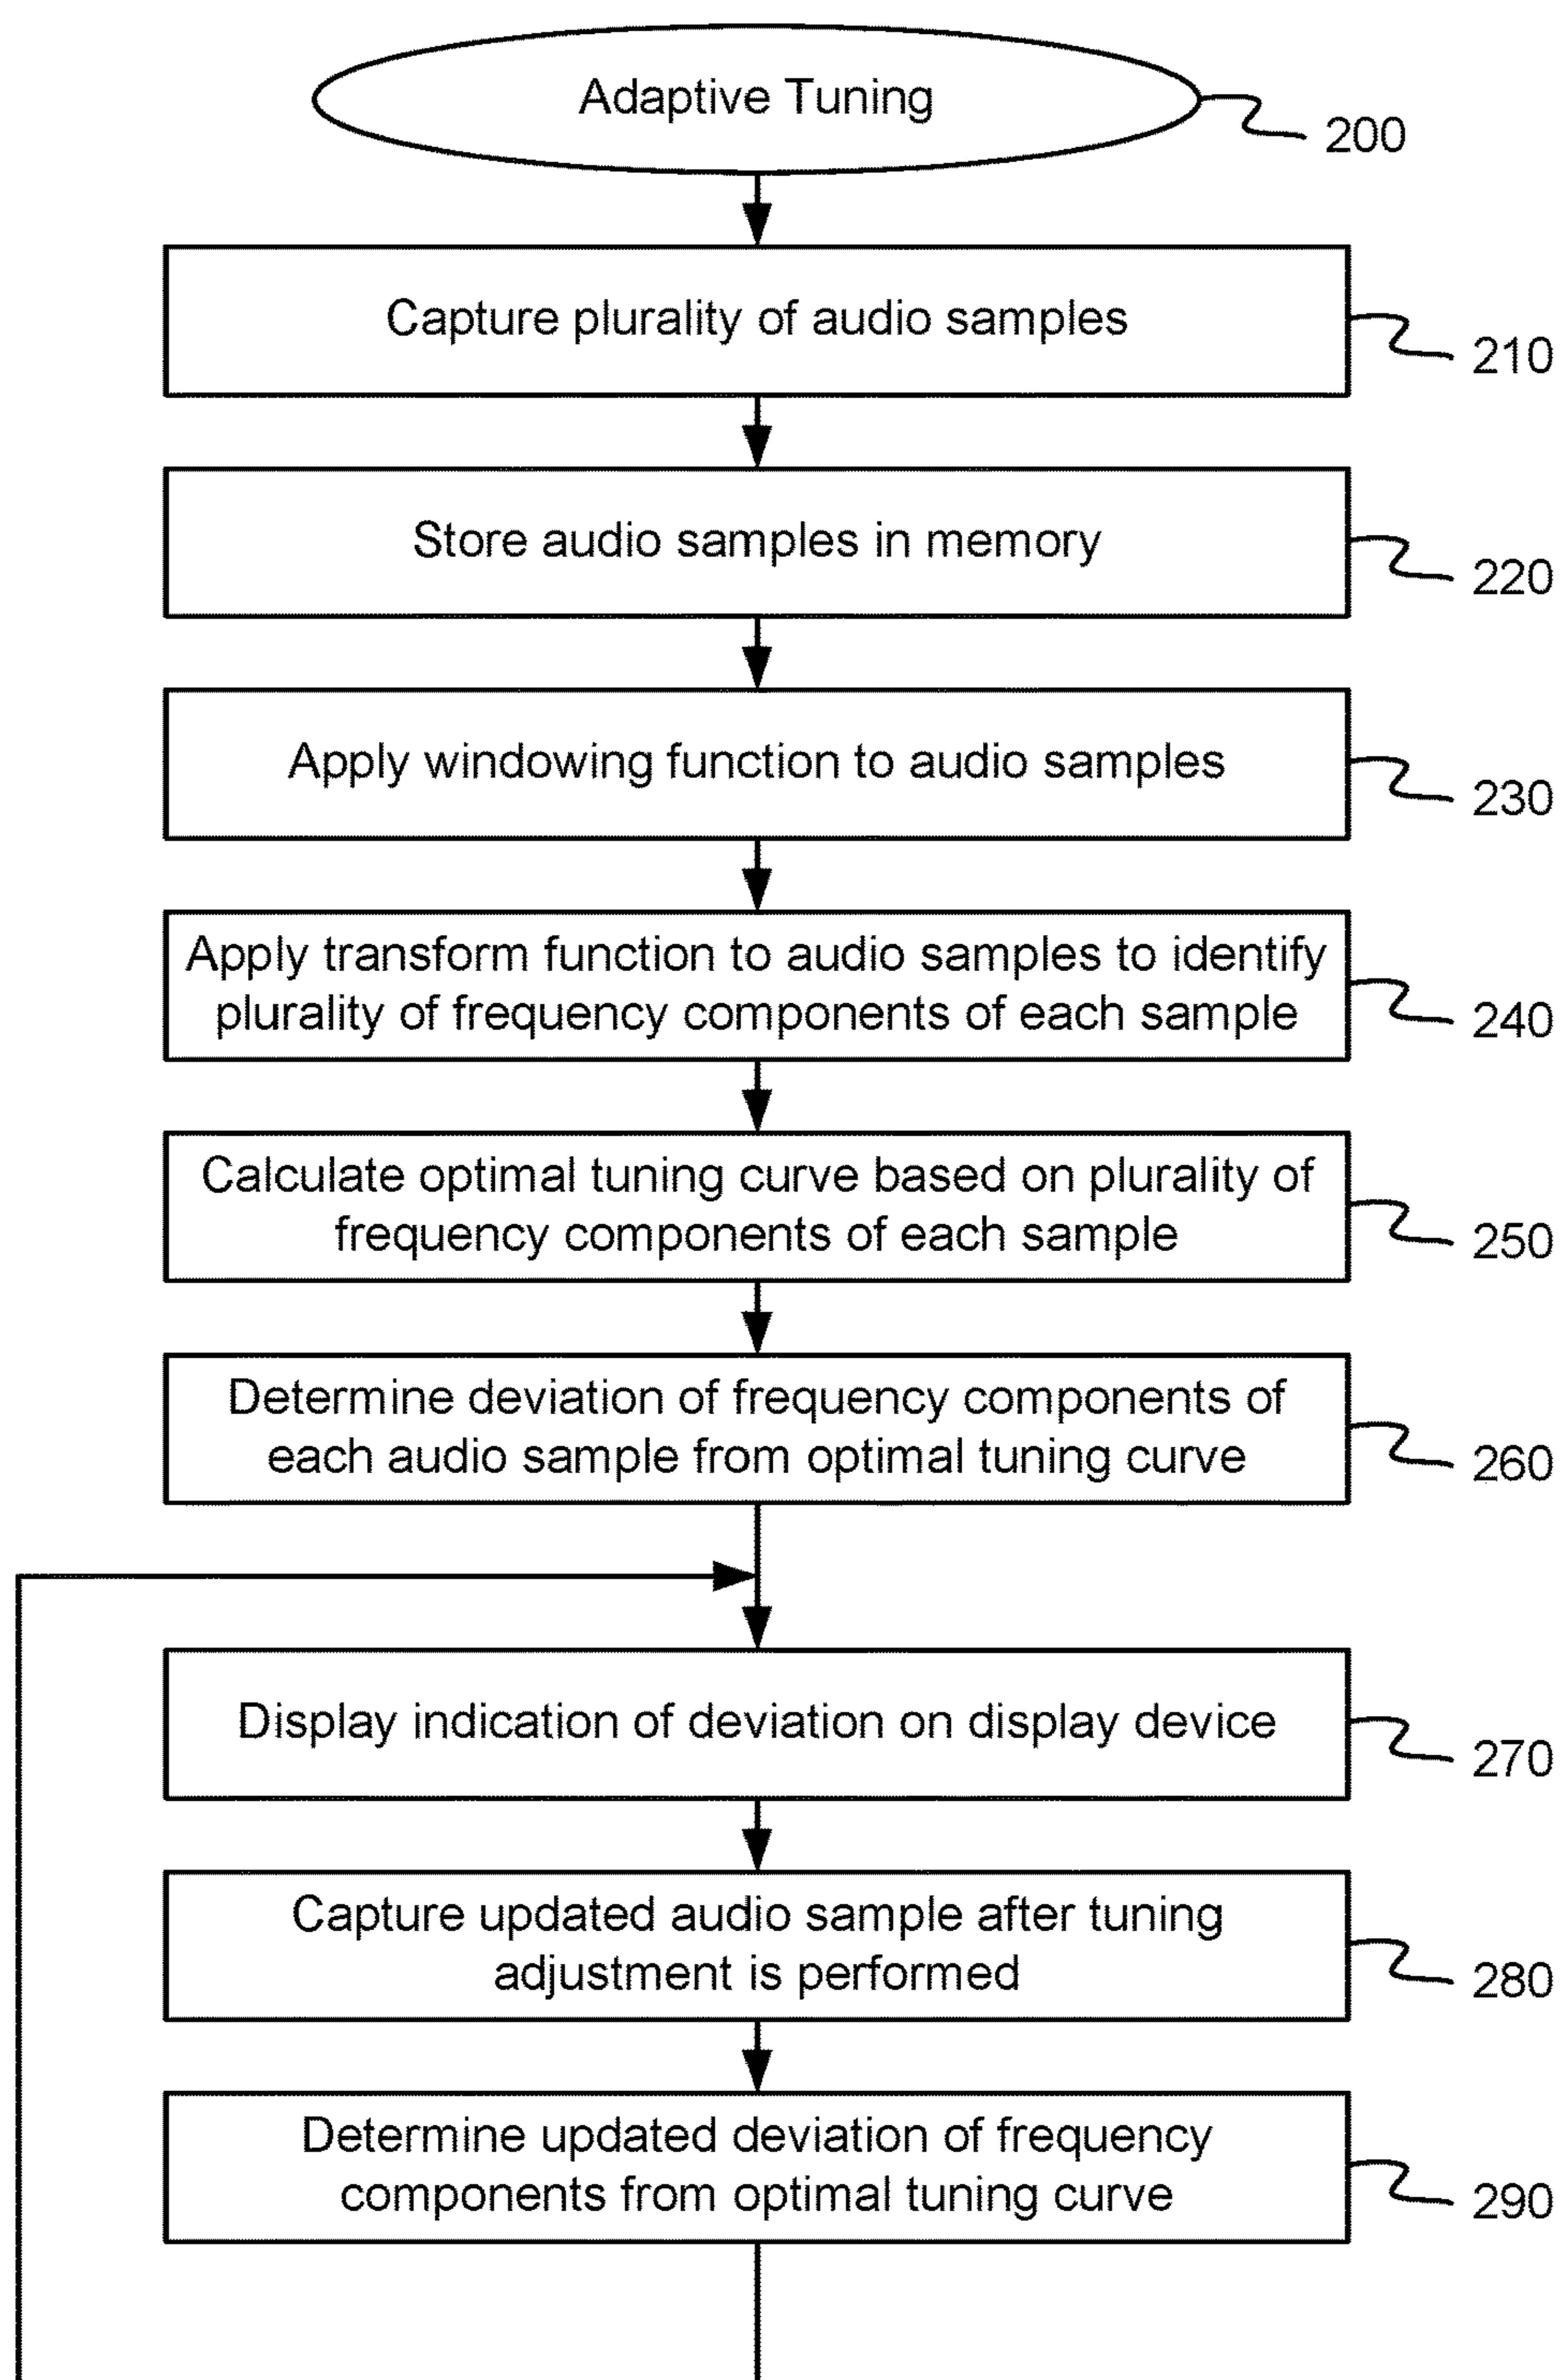 Adaptive Tuning
200
Capture plurality of audio samples
210
Store audio samples in memory
220
Apply windowing function to audio samples
230
Apply transform function to audio samples to identify
plurality of frequency components of each sample
240
Calculate optimal tuning curve based on plurality of
frequency components of each sample
250
Determine deviation of frequency components of
each audio sample from optimal tuning curve
260
Display indication of deviation on display device
270
Capture updated audio sample after tuning
adjustment is performed
280
Determine updated deviation of frequency
components from optimal tuning curve
290